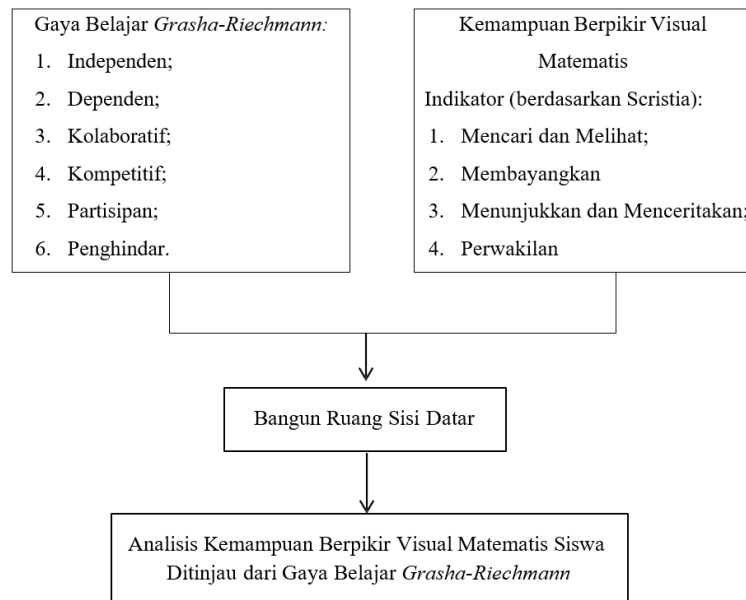 Gaya Belajar Grasha-Riechmann:
1. Independen;
2. Dependen;
3. Kolaboratif;
4. Kompetitif;
5. Partisipan;
6. Penghindar.
Kemampuan Berpikir Visual
Matematis
Indikator (berdasarkan Scristia):
1. Mencari dan Melihat;
2. Membayangkan
3. Menunjukkan dan Menceritakan;
4. Perwakilan
Bangun Ruang Sisi Datar
Analisis Kemampuan Berpikir Visual Matematis Siswa
Ditinjau dari Gaya Belajar Grasha-Riechmann